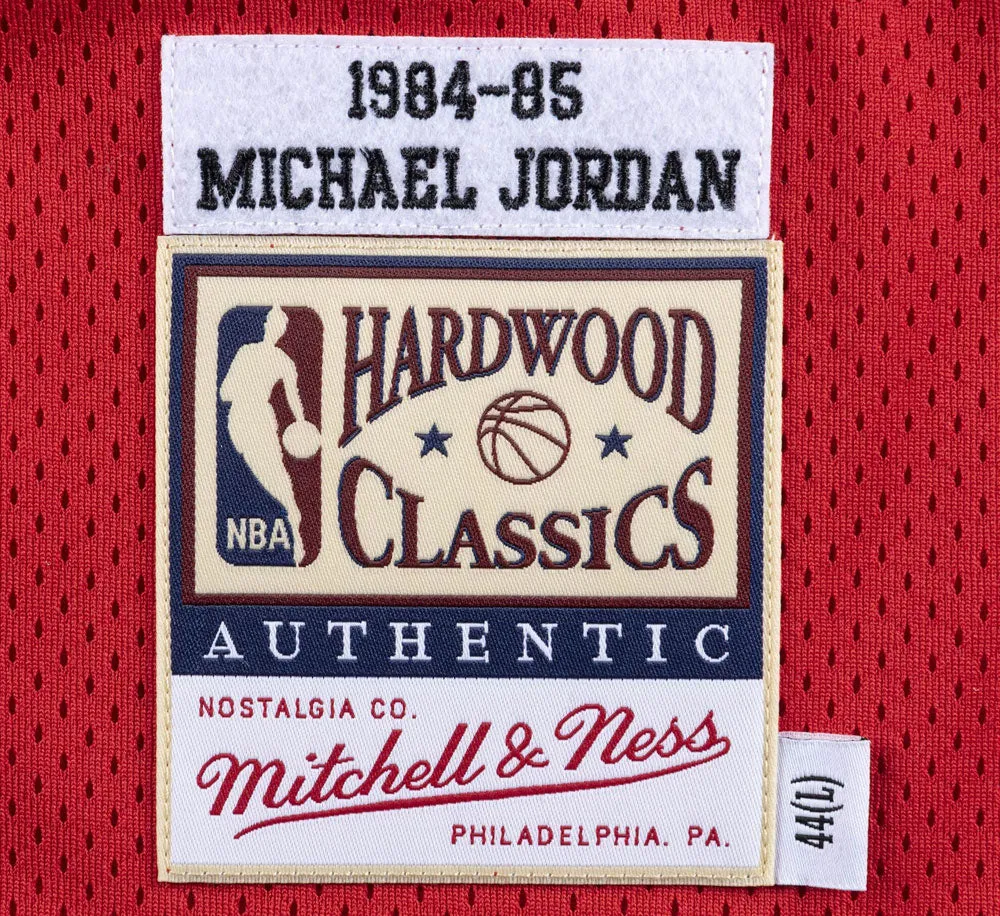 1984-85
MICHAEL JORDAN
HARDWOOD
CLASSICS
NBA
AUTHENTIC
NOSTALGIA CO.
Mitchell & Ness
PHILADELPHIA. PA.
44(L)